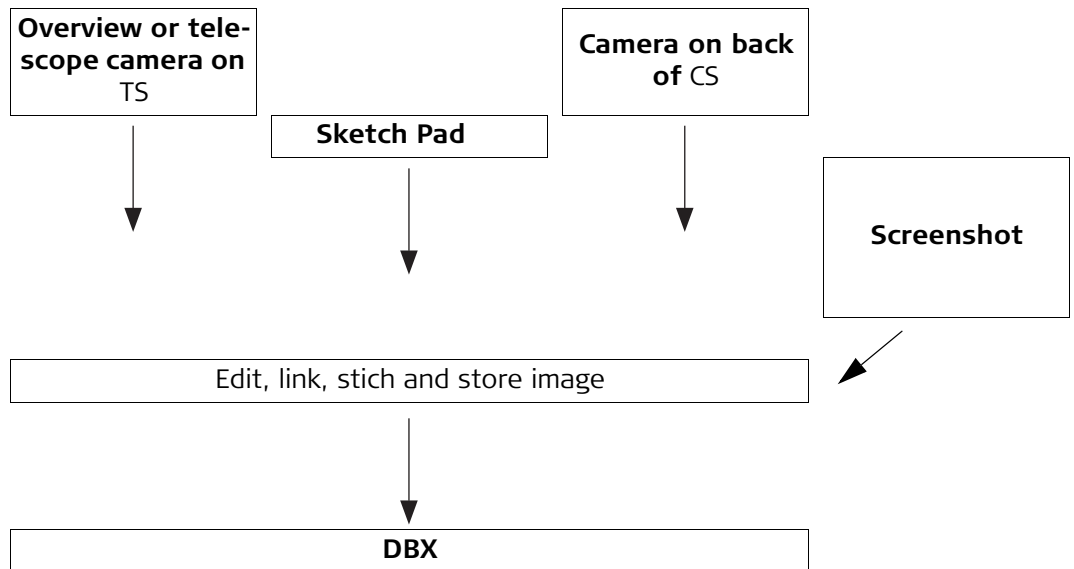 Overview or tele-
scope camera on
TS
Camera on back
of CS
Sketch Pad
Screenshot
Edit, link, stich and store image
DBX